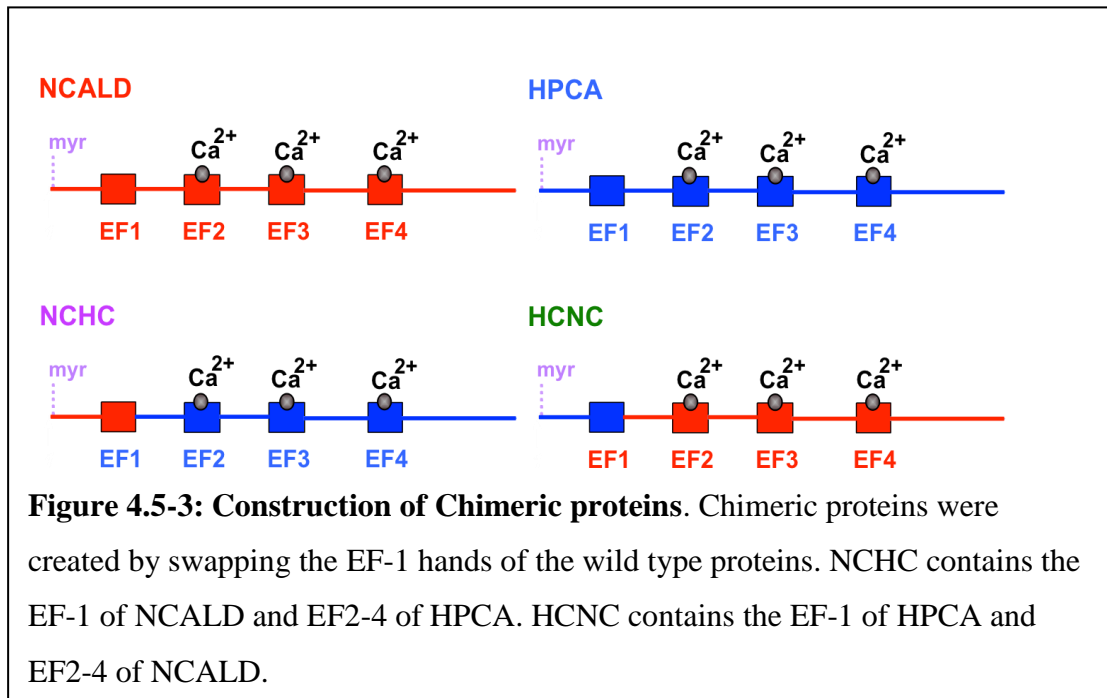 NCALD
HPCA
myr Ca2+ Ca2+ Ca2+
myr Ca2+ Ca2+ Ca2+
EF1 EF2 EF3 EF4
EF1 EF2 EF3 EF4
NCHC
HCNC
myr Ca2+ Ca2+ Ca2+
myr Ca2+ Ca2+ Ca2+
EF1 EF2 EF3 EF4
EF1 EF2 EF3 EF4
Figure 4.5-3: Construction of Chimeric proteins. Chimeric proteins were
created by swapping the EF-1 hands of the wild type proteins. NCHC contains the
EF-1 of NCALD and EF2-4 of HPCA. HCNC contains the EF-1 of HPCA and
EF2-4 of NCALD.